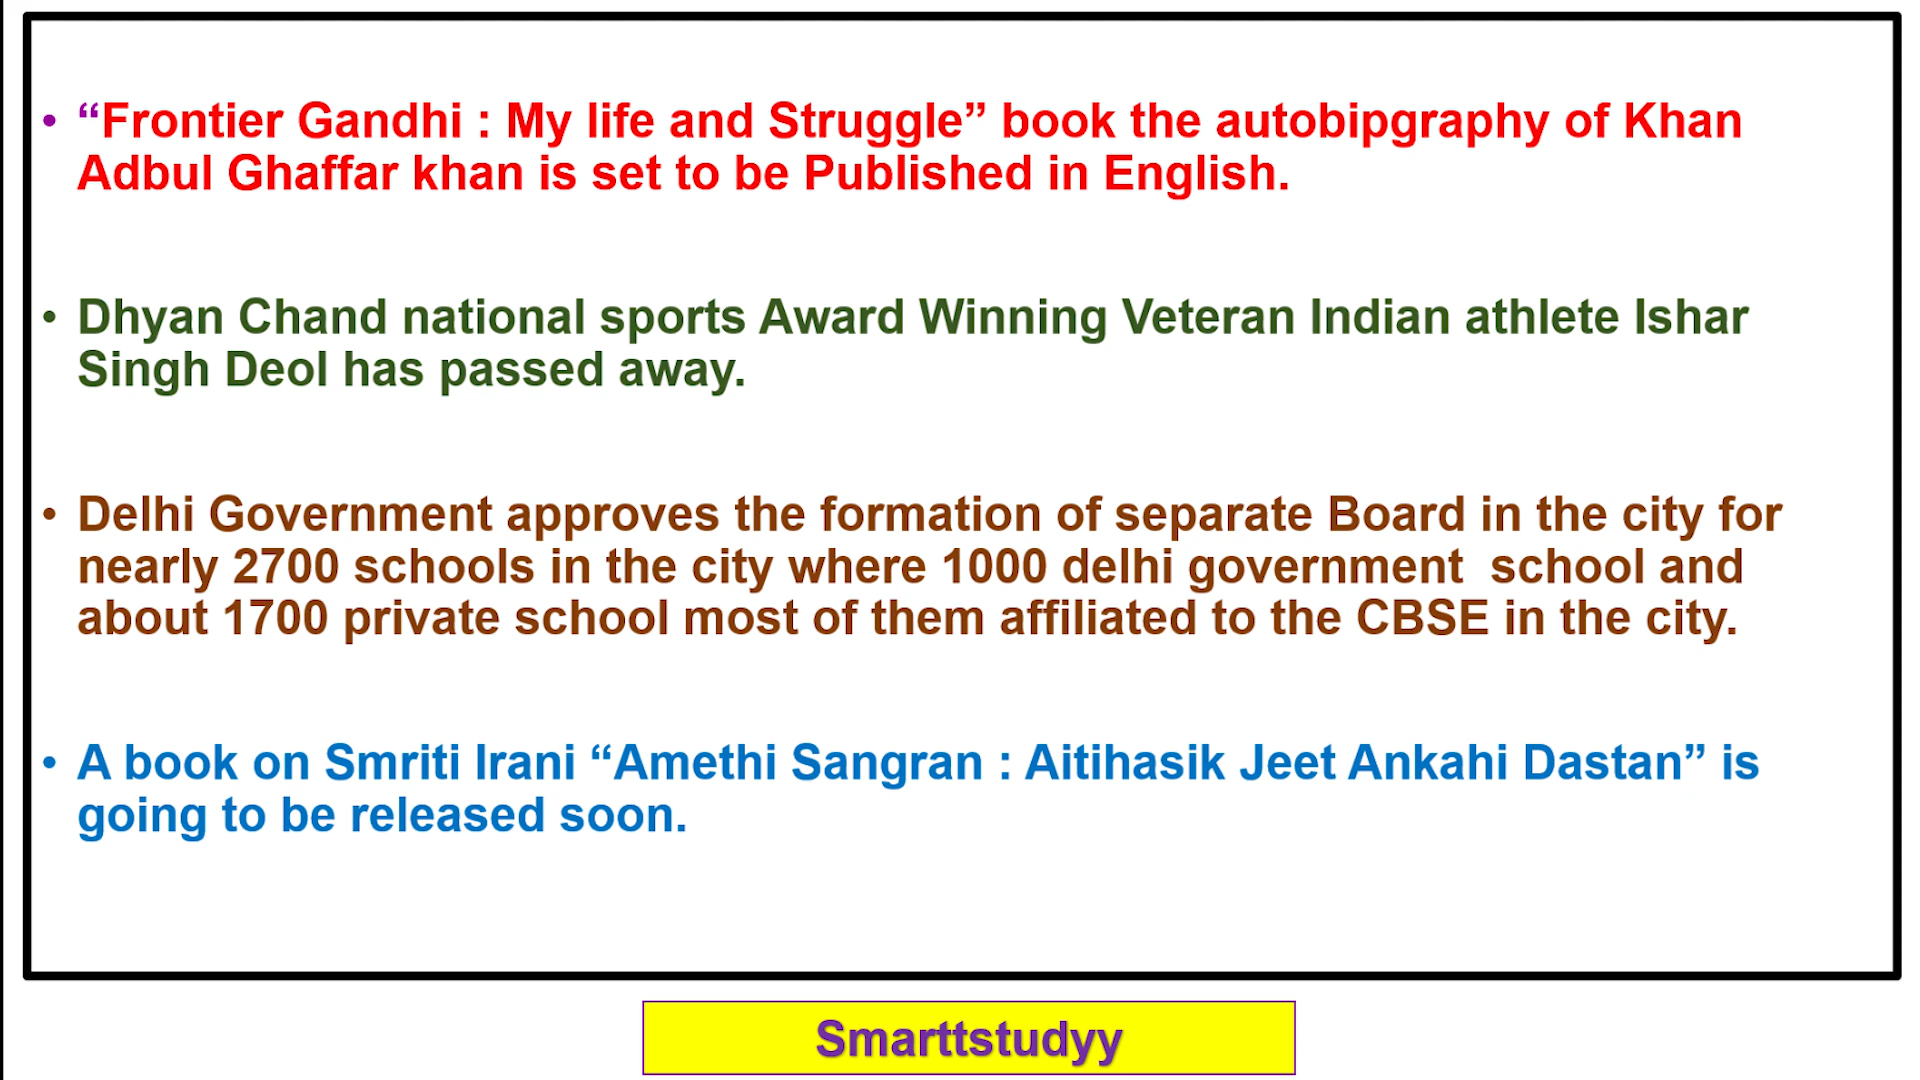 • “Frontier Gandhi : My life and Struggle” book the autobipgraphy of Khan
Adbul Ghaffar khan is set to be Published in English.
• Dhyan Chand national sports Award Winning Veteran Indian athlete Ishar
Singh Deol has passed away.
• Delhi Government approves the formation of separate Board in the city for
nearly 2700 schools in the city where 1000 delhi government  school and
about 1700 private school most of them affiliated to the CBSE in the city.
• A book on Smriti Irani “Amethi Sangran : Aitihasik Jeet Ankahi Dastan” is
going to be released soon.
Smarttstudyy